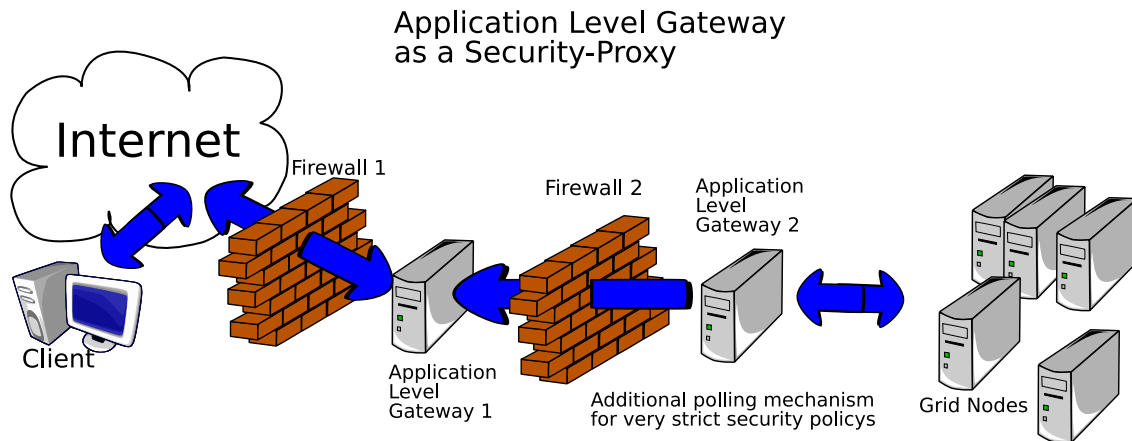 Application Level Gateway
as a Security-Proxy
Internet
Firewall 1
Firewall 2
Application
Level
Gateway 2
Client
Application
Level
Gateway 1
Additional polling mechanism
for very strict security policys
Grid Nodes